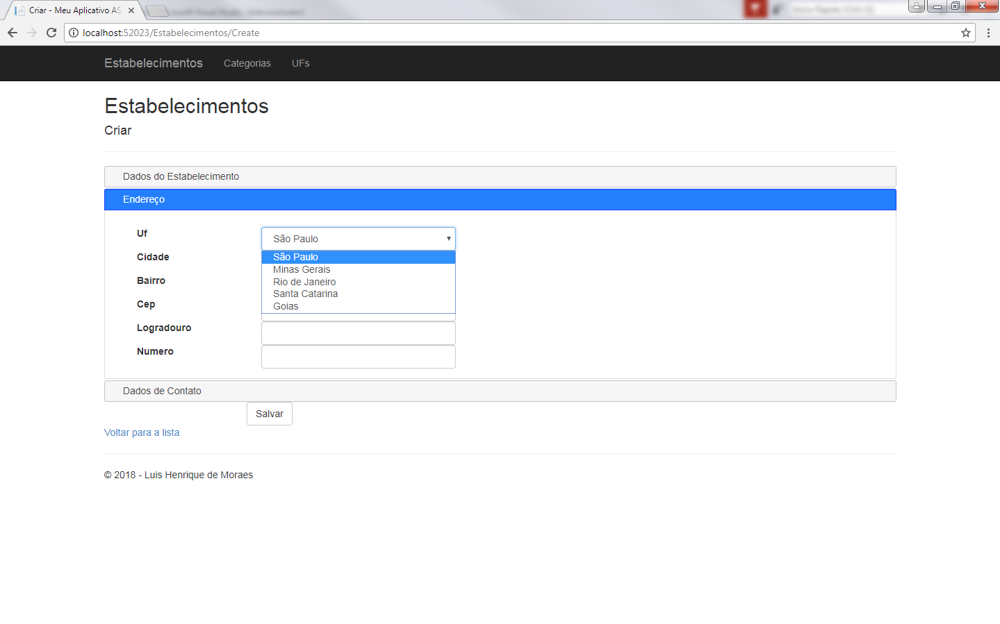 Criar - Meu Aplicativo AS
localhost:52023/Estabelecimentos/Create
Estabelecimentos Categorias UFs
Estabelecimentos
Criar
Dados do Estabelecimento
Endereço
Uf
São Paulo
Cidade
São Paulo
Minas Gerais
Bairro
Rio de Janeiro
Santa Catarina
Cep
Goias
Logradouro
Numero
Dados de Contato
Salvar
Voltar para a lista
© 2018 - Luis Henrique de Moraes